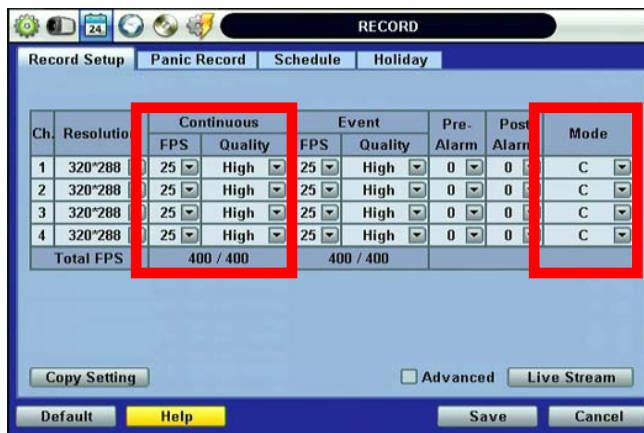 24
RECORD
Record Setup Panic Record Schedule Holiday
Ch. Resolution Continuous Event Pre-Alarm Post Alarm Mode
FPS Quality FPS Quality
1 320*288 25 High 25 High 0 0 C
2 320*288 25 High 25 High 0 0 C
3 320*288 25 High 25 High 0 0 C
4 320*288 25 High 25 High 0 0 C
Total FPS 400 / 400 400 / 400
Copy Setting Advanced Live Stream
Default Help Save Cancel